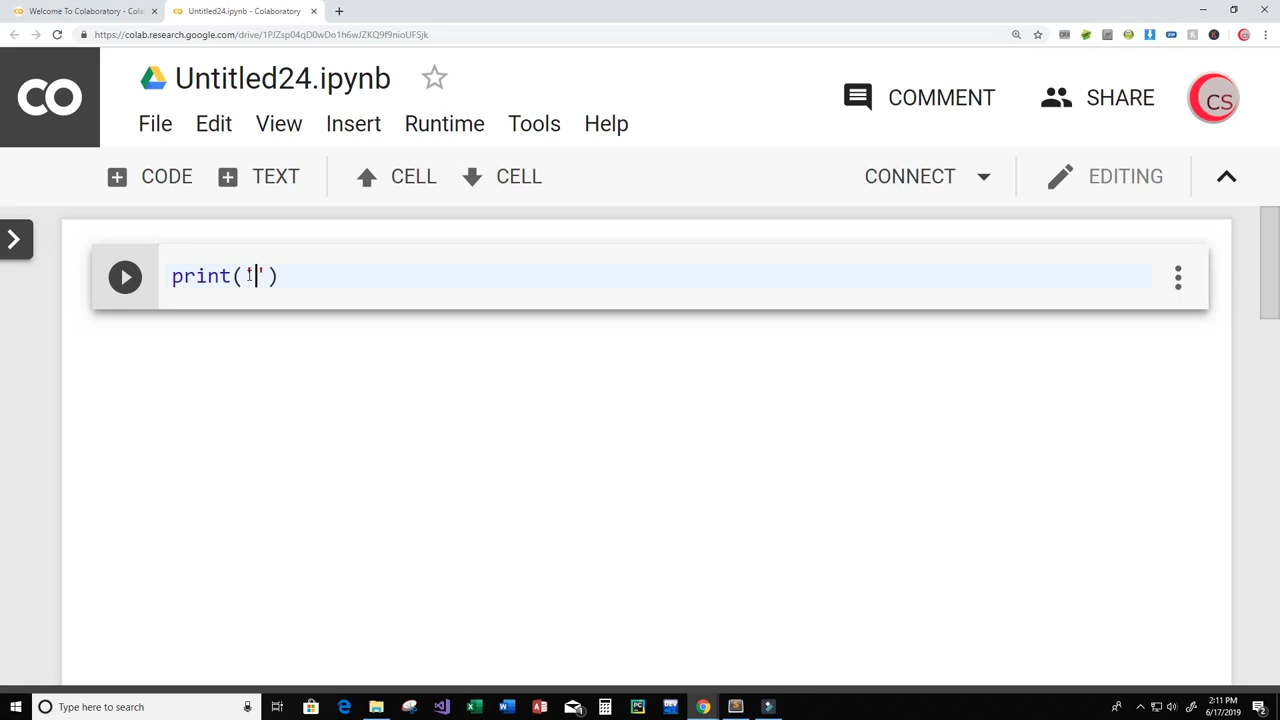 Welcome To Colaboratory - Cola
Untitled24.ipynb - Colaboratory
https://colab.research.google.com/drive/1PJZsp04qD0wDo1h6wJZKQ9f9nioUFSjk
CO
Untitled24.ipynb
COMMENT
SHARE
CS
File Edit View Insert Runtime Tools Help
CODE TEXT CELL CELL
CONNECT
EDITING
print('')
Type here to search
2:11 PM
6/17/2019